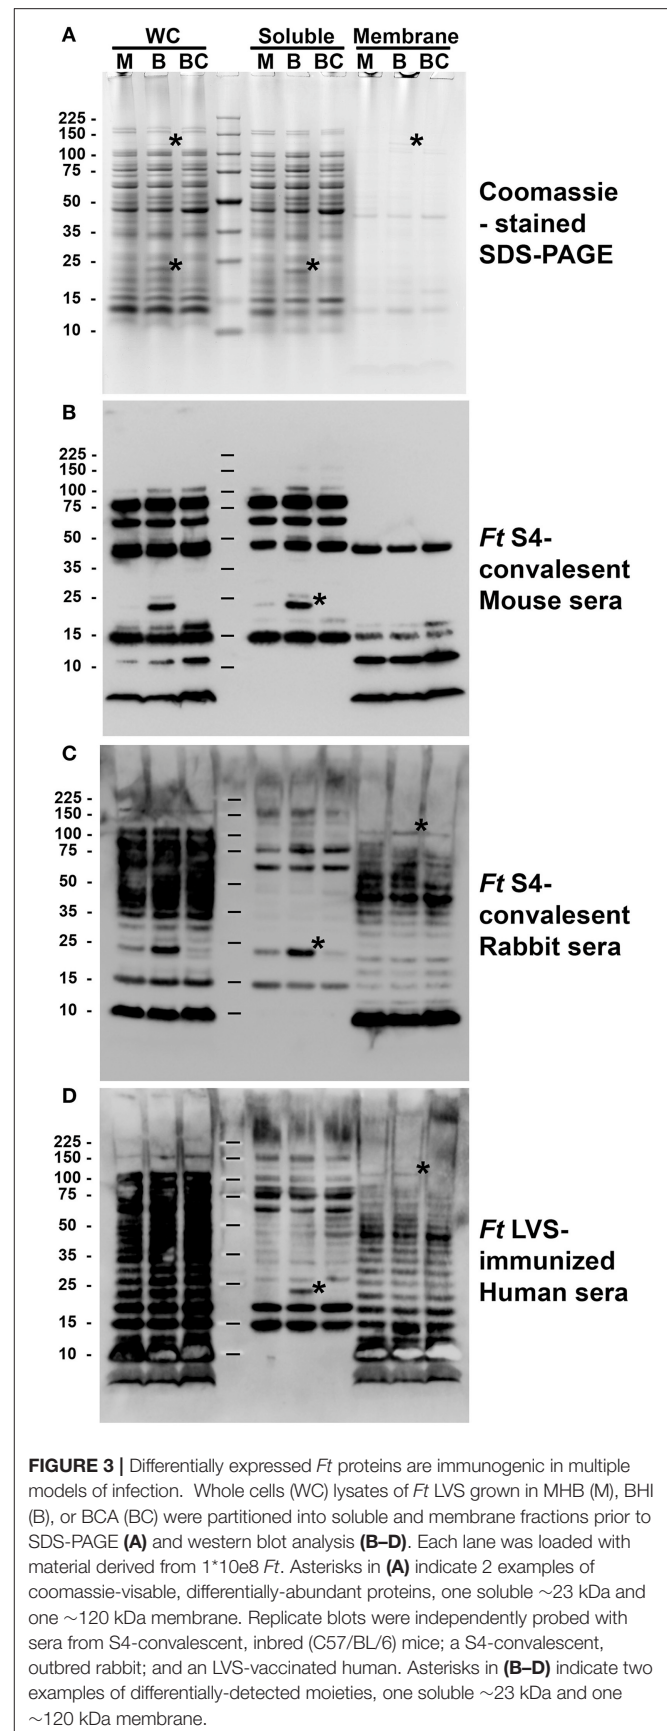 A
WC Soluble Membrane
M B BC M B BC M B BC
225 -
150 -
100 -
75 -
50 -
35 -
25 -
15 -
10 -
*
*
*
*
Coomassie
- stained
SDS-PAGE
B
225 -
150 -
100 -
75 -
50 -
35 -
25 -
15 -
10 -
*
Ft S4-
convalesent
Mouse sera
C
225 -
150 -
100 -
75 -
50 -
35 -
25 -
15 -
10 -
*
*
Ft S4-
convalesent
Rabbit sera
D
225 -
150 -
100 -
75 -
50 -
35 -
25 -
15 -
10 -
*
*
Ft LVS-
immunized
Human sera
FIGURE 3 | Differentially expressed Ft proteins are immunogenic in multiple
models of infection. Whole cells (WC) lysates of Ft LVS grown in MHB (M), BHI
(B), or BCA (BC) were partitioned into soluble and membrane fractions prior to
SDS-PAGE (A) and western blot analysis (B–D). Each lane was loaded with
material derived from 1*10e8 Ft. Asterisks in (A) indicate 2 examples of
coomassie-visable, differentially-abundant proteins, one soluble ∼23 kDa and
one ∼120 kDa membrane. Replicate blots were independently probed with
sera from S4-convalescent, inbred (C57/BL/6) mice; a S4-convalescent,
outbred rabbit; and an LVS-vaccinated human. Asterisks in (B–D) indicate two
examples of differentially-detected moieties, one soluble ∼23 kDa and one
∼120 kDa membrane.